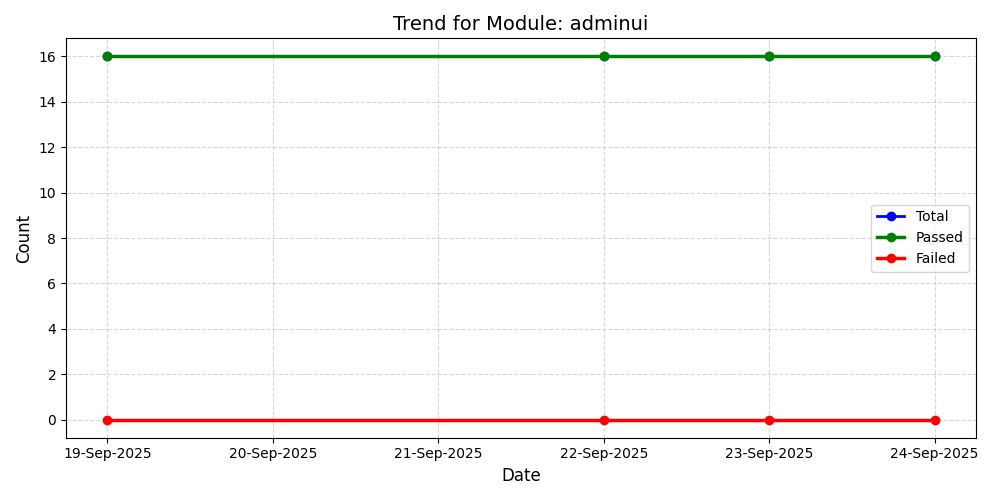 Trend for Module: adminui
Count
16
14
12
10
8
6
4
2
0
Total
Passed
Failed
19-Sep-2025
20-Sep-2025
21-Sep-2025
22-Sep-2025
23-Sep-2025
24-Sep-2025
Date